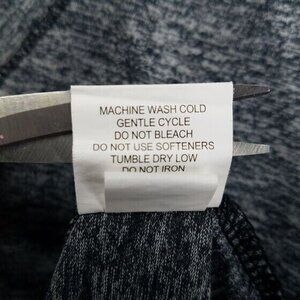 MACHINE WASH COLD
GENTLE CYCLE
DO NOT BLEACH
DO NOT USE SOFTENERS
TUMBLE DRY LOW
DO NOT IRON